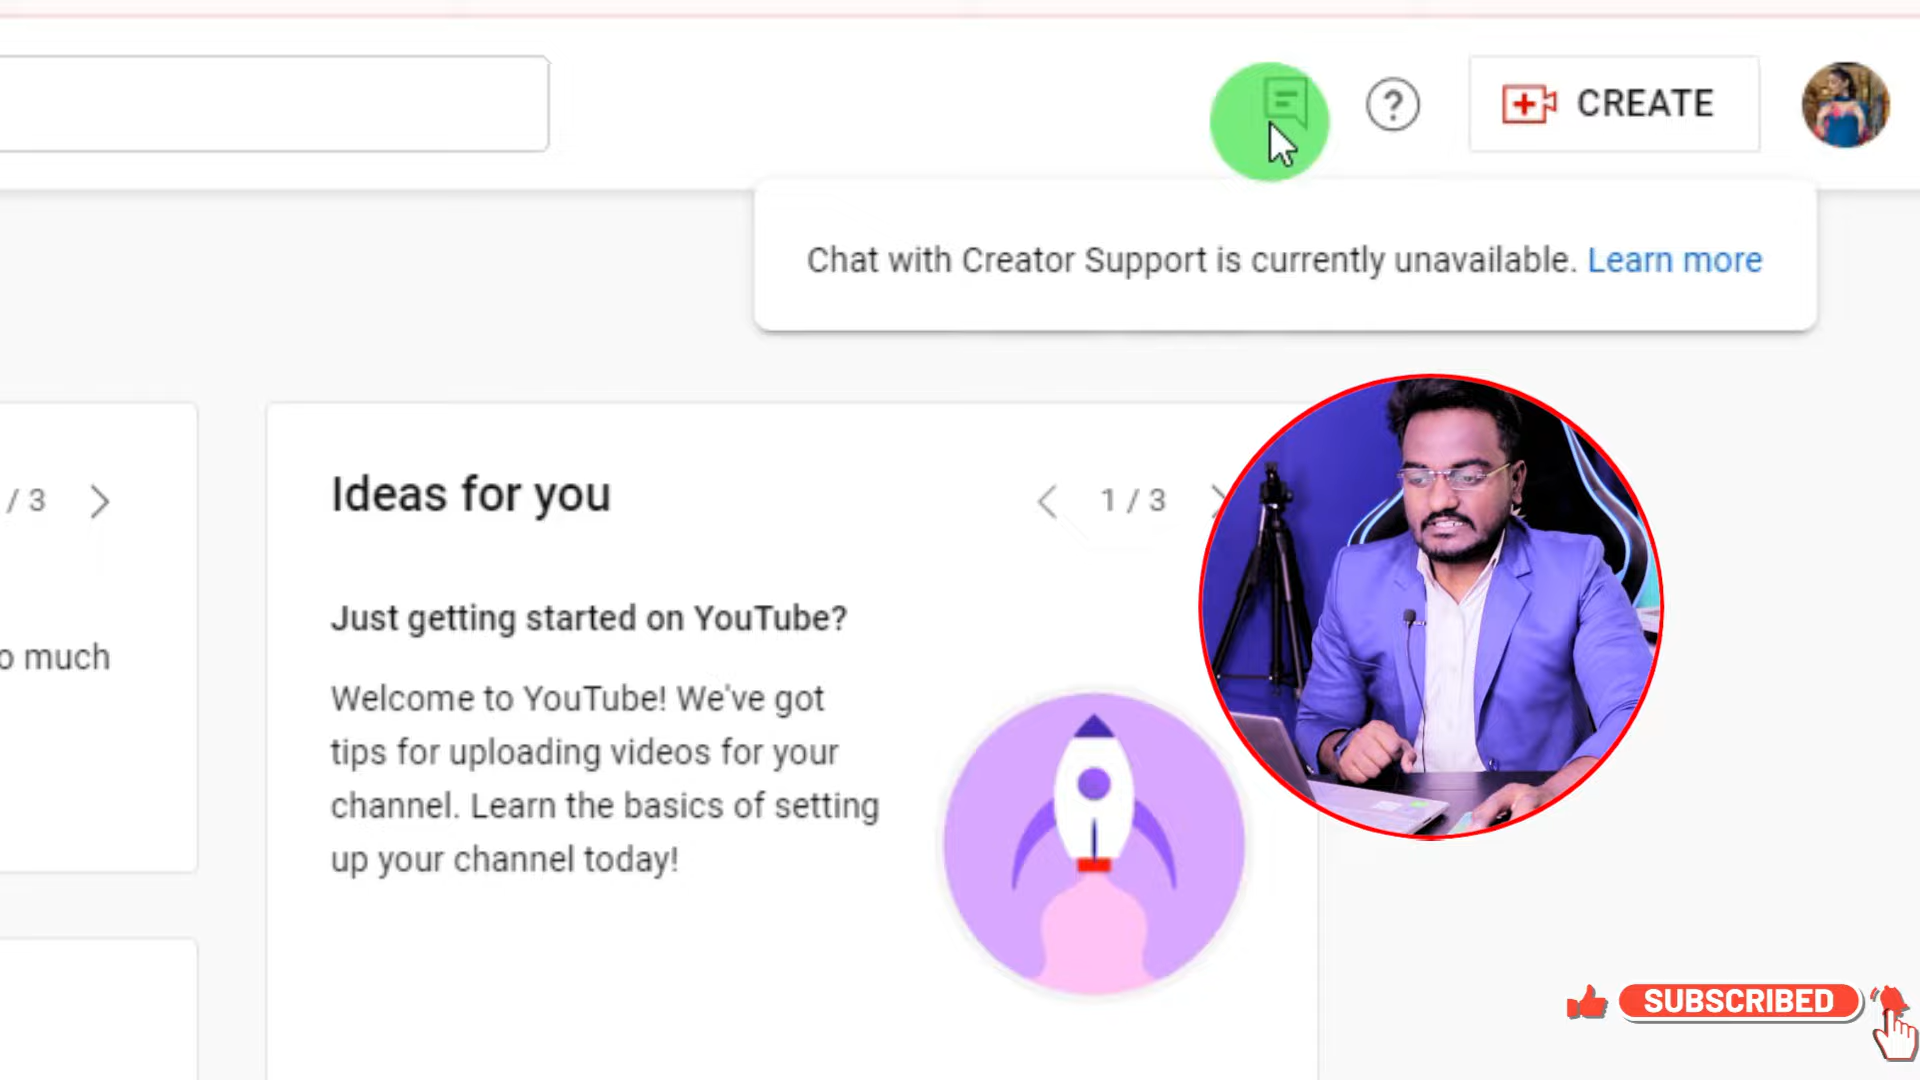 CREATE
Chat with Creator Support is currently unavailable. Learn more
/ 3
Ideas for you
1 / 3
Just getting started on YouTube?
o much
Welcome to YouTube! We've got
tips for uploading videos for your
channel. Learn the basics of setting
up your channel today!
SUBSCRIBED